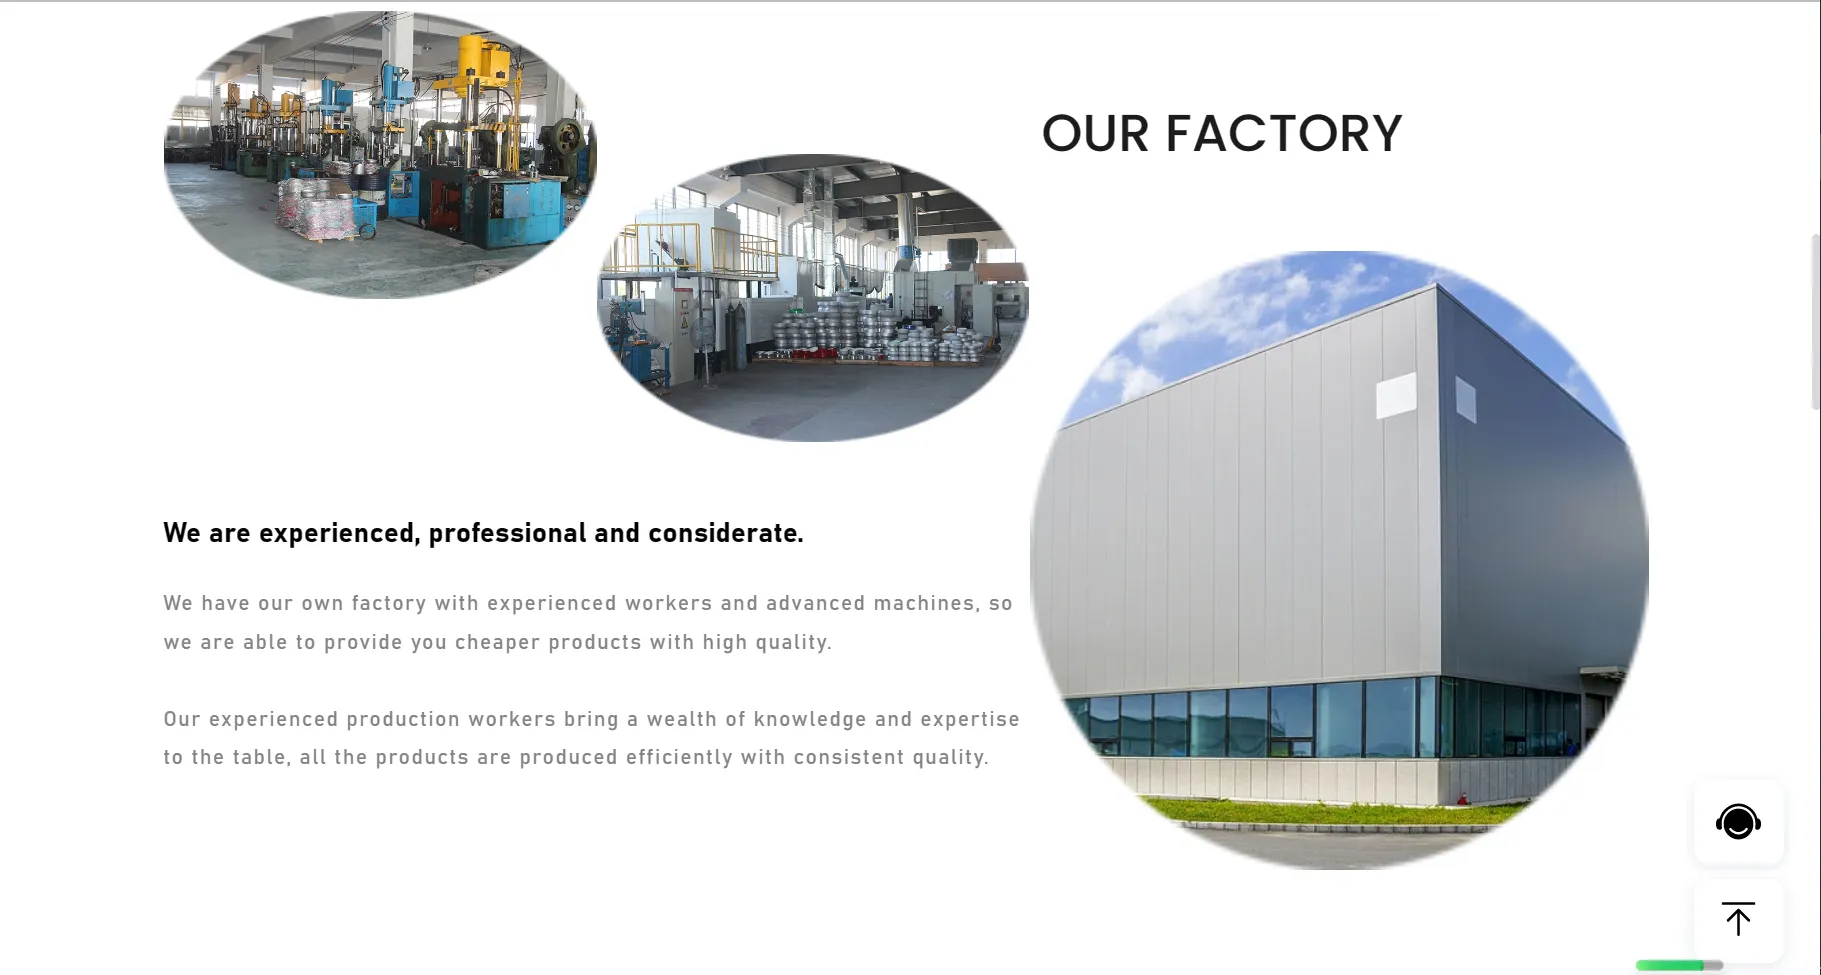 OUR FACTORY
We are experienced, professional and considerate.
We have our own factory with experienced workers and advanced machines, so
we are able to provide you cheaper products with high quality.
Our experienced production workers bring a wealth of knowledge and expertise
to the table, all the products are produced efficiently with consistent quality.